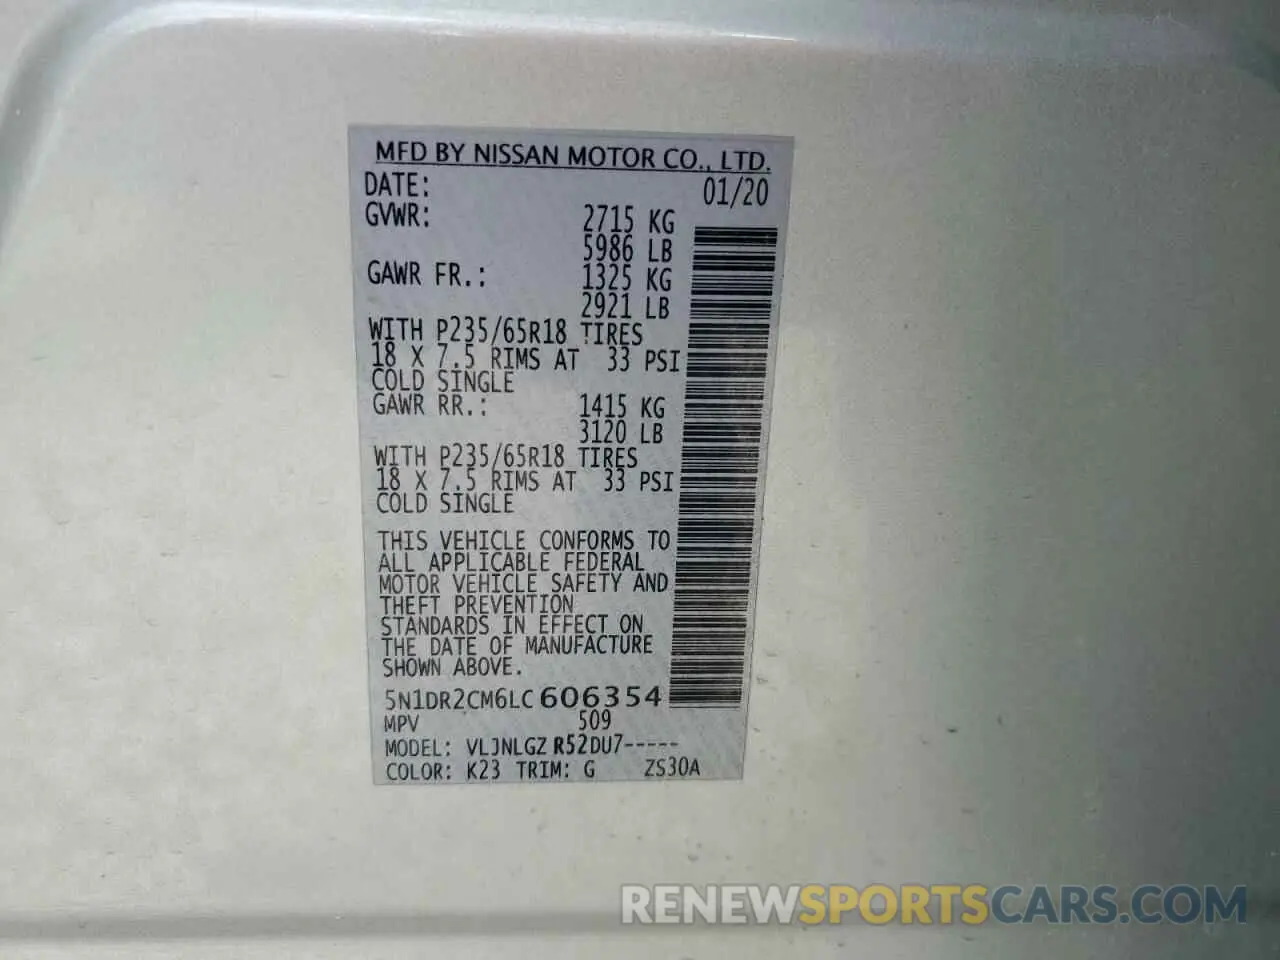 MFD BY NISSAN MOTOR CO., LTD.
DATE: 01/20
GVWR: 2715 KG
5986 LB
GAWR FR.: 1325 KG
2921 LB
WITH P235/65R18 TIRES
18 X 7.5 RIMS AT 33 PSI
COLD SINGLE
GAWR RR.: 1415 KG
3120 LB
WITH P235/65R18 TIRES
18 X 7.5 RIMS AT 33 PSI
COLD SINGLE
THIS VEHICLE CONFORMS TO
ALL APPLICABLE FEDERAL
MOTOR VEHICLE SAFETY AND
THEFT PREVENTION
STANDARDS IN EFFECT ON
THE DATE OF MANUFACTURE
SHOWN ABOVE.
5N1DR2CM6LC606354
MPV 509
MODEL: VLJNLGZ R52DU7-----
COLOR: K23 TRIM: G ZS30A
RENEWSPORTSCARS.COM